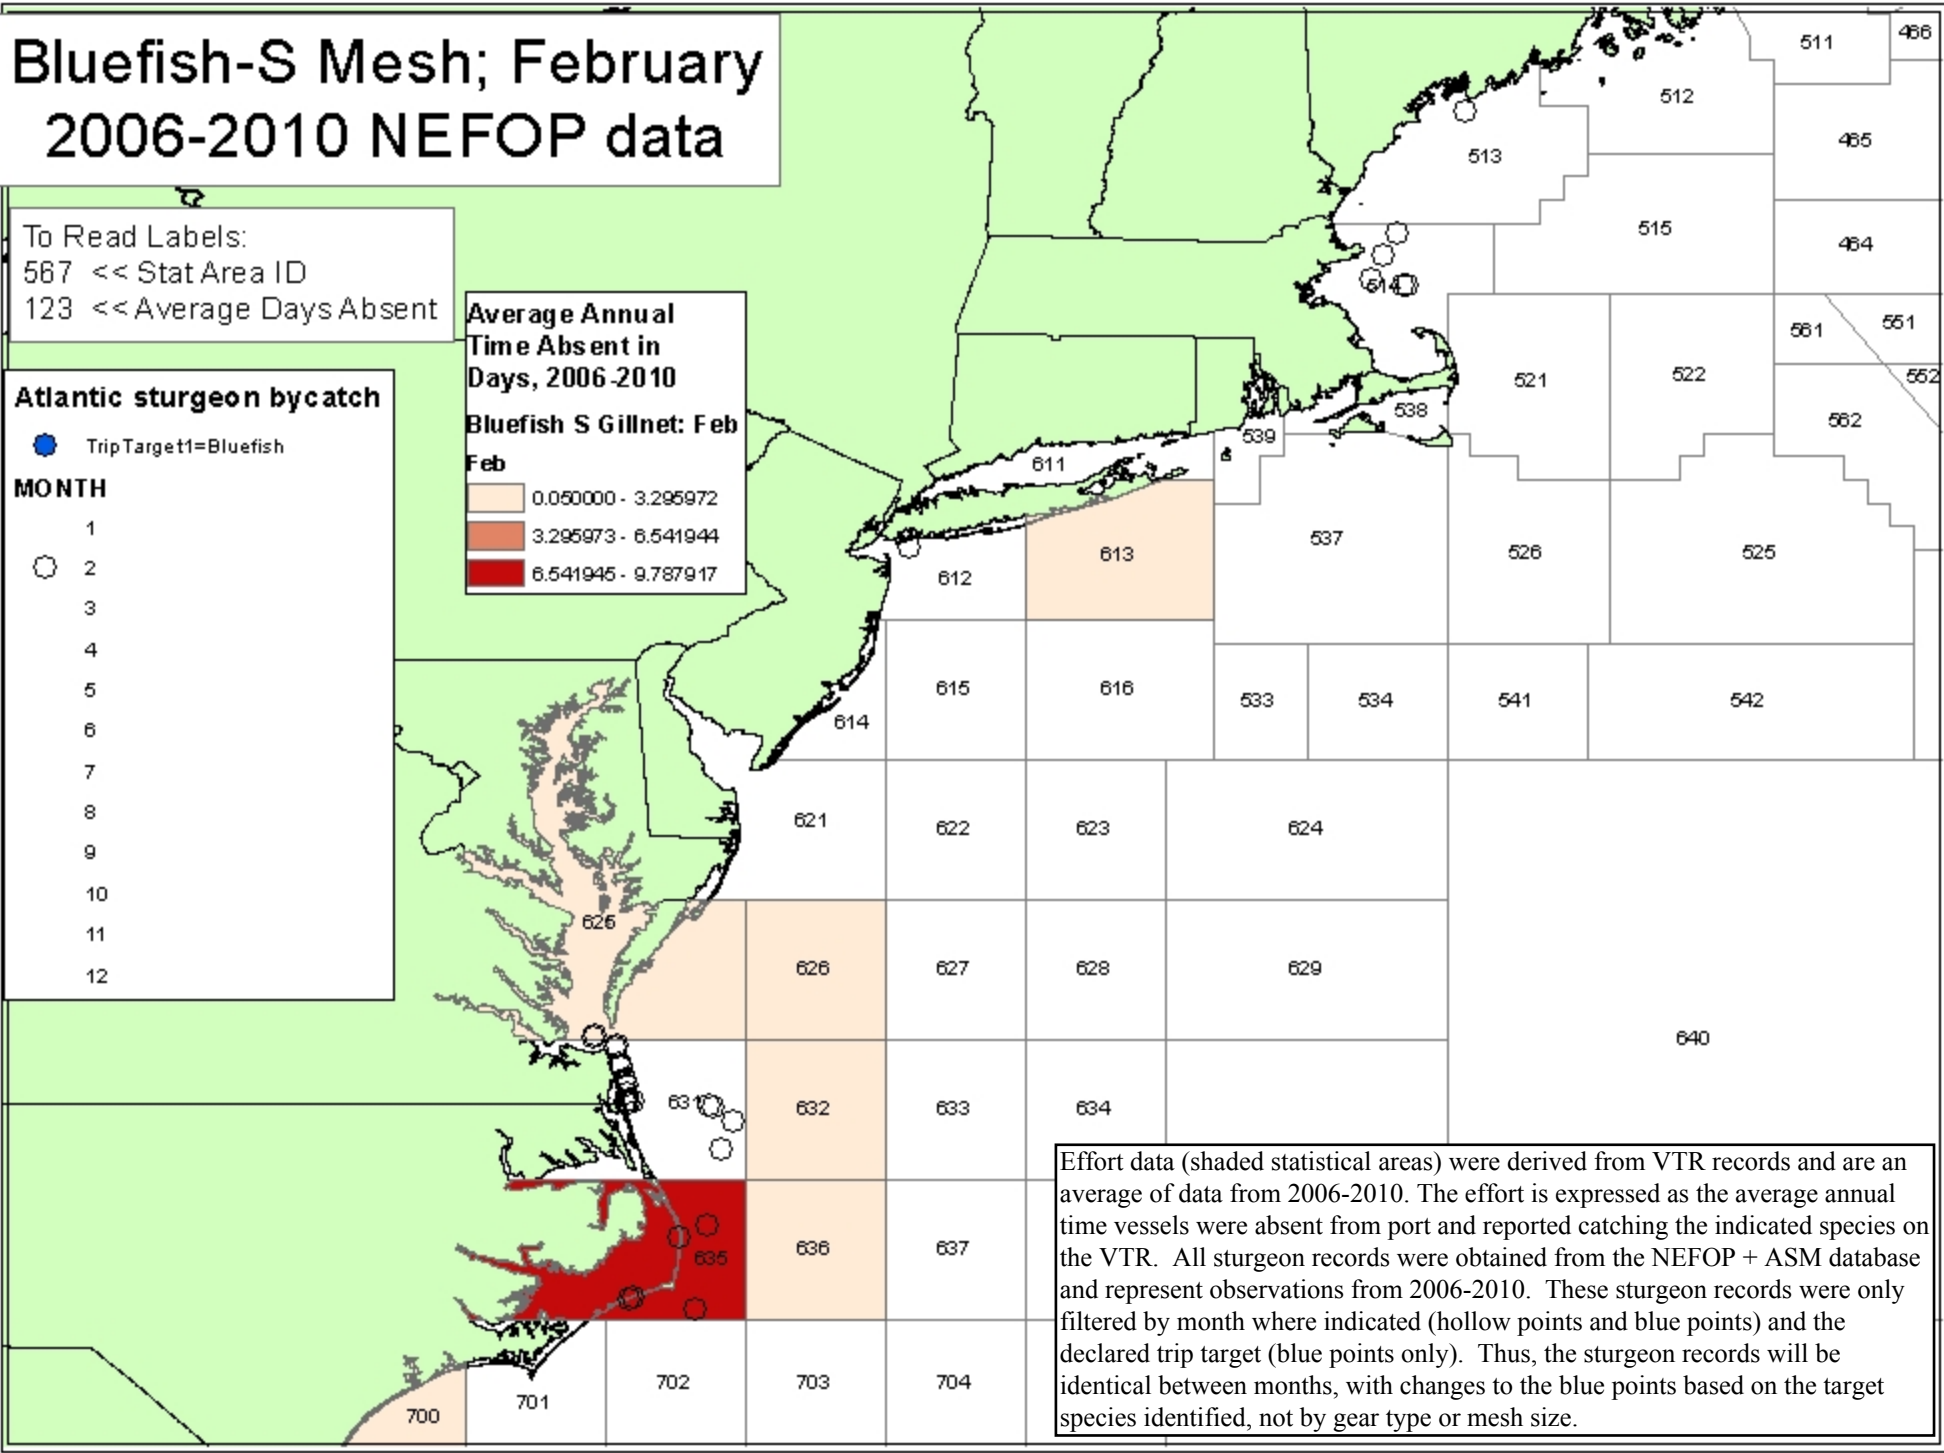 Bluefish-S Mesh; February
2006-2010 NEFOP data
To Read Labels:
567 << Stat Area ID
123 << Average Days Absent
Average Annual
Time Absent in
Days, 2006-2010
Bluefish S Gillnet: Feb
Feb
0.050000 - 3.295972
3.295973 - 6.541944
6.541945 - 9.787917
Atlantic sturgeon bycatch
TripTarget1=Bluefish
MONTH
1
2
3
4
5
6
7
8
9
10
11
12
511
466
512
465
513
515
464
514
561
551
552
521
522
562
538
539
611
537
526
525
613
612
615
616
533
534
541
542
614
621
622
623
624
625
626
627
628
629
640
631
632
633
634
635
636
637
700
701
702
703
704
Effort data (shaded statistical areas) were derived from VTR records and are an
average of data from 2006-2010. The effort is expressed as the average annual
time vessels were absent from port and reported catching the indicated species on
the VTR.  All sturgeon records were obtained from the NEFOP + ASM database
and represent observations from 2006-2010.  These sturgeon records were only
filtered by month where indicated (hollow points and blue points) and the
declared trip target (blue points only).  Thus, the sturgeon records will be
identical between months, with changes to the blue points based on the target
species identified, not by gear type or mesh size.